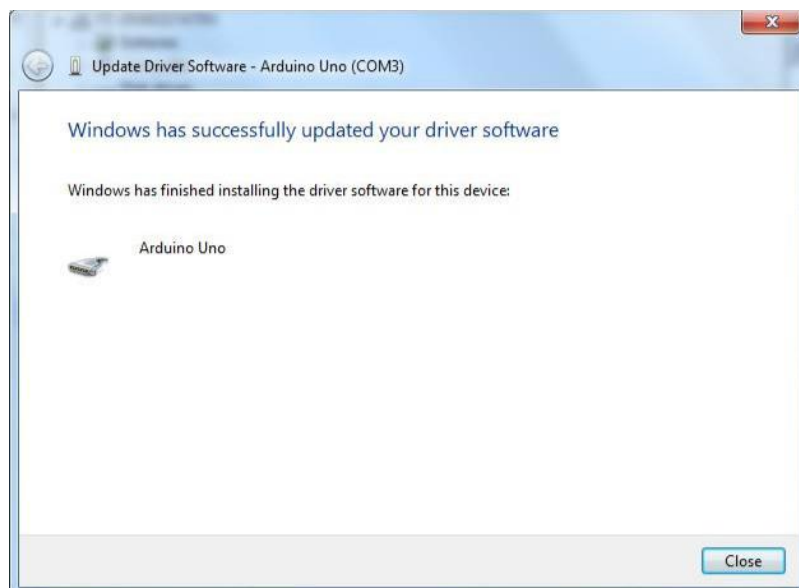 Update Driver Software - Arduino Uno (COM3)
Windows has successfully updated your driver software
Windows has finished installing the driver software for this device:
Arduino Uno
Close